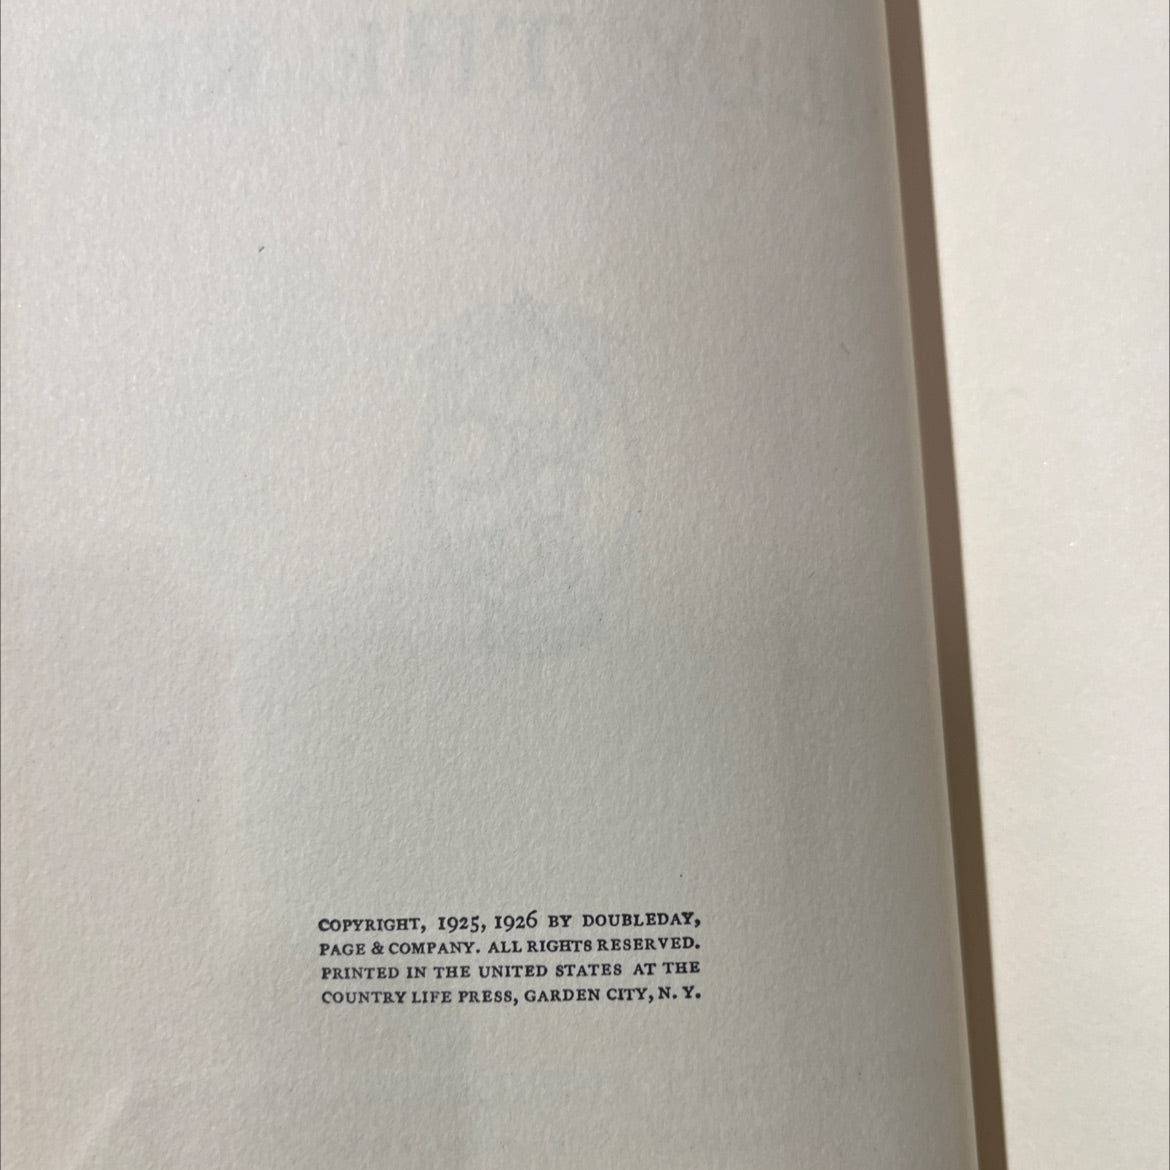 COPYRIGHT, 1925, 1926 BY DOUBLEDAY,
PAGE & COMPANY. ALL RIGHTS RESERVED.
PRINTED IN THE UNITED STATES AT THE
COUNTRY LIFE PRESS, GARDEN CITY, N. Y.